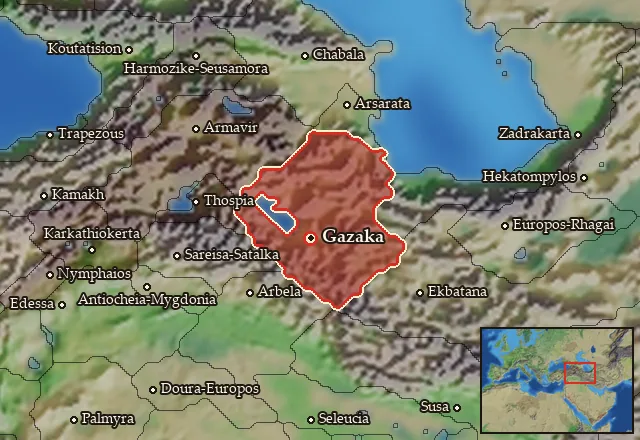 Koutatision
Harmozike-Seusamora
Chabala
Arsarata
Trapezous
Armavir
Zadrakarta
Hekatompylos
Kamakh
Thospia
Europos-Rhagai
Karkathiokerta
Gazaka
Sareisa-Satalka
Nymphaios
Antiocheia-Mygdonia
Arbela
Ekbatana
Edessa
Doura-Europos
Palmyra
Seleucia
Susa